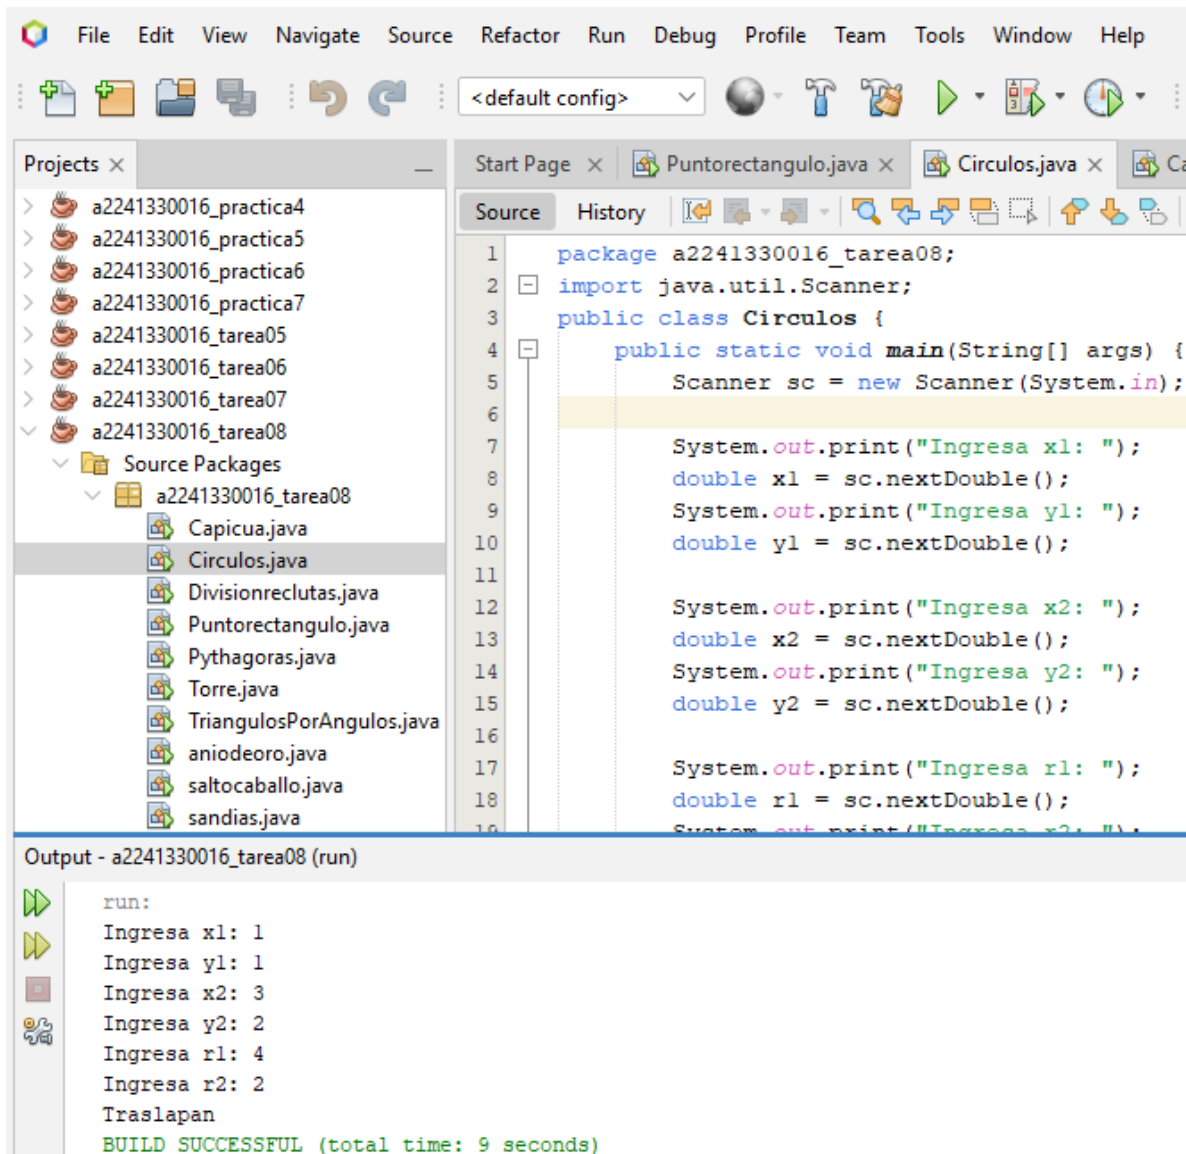 File Edit View Navigate Source Refactor Run Debug Profile Team Tools Window Help
<default config>
Projects
a2241330016_practica4
a2241330016_practica5
a2241330016_practica6
a2241330016_practica7
a2241330016_tarea05
a2241330016_tarea06
a2241330016_tarea07
a2241330016_tarea08
Source Packages
a2241330016_tarea08
Capicua.java
Circulos.java
Divisionreclutas.java
Puntorectangulo.java
Pythagoras.java
Torre.java
TriangulosPorAngulos.java
aniodeoro.java
saltocaballo.java
sandias.java
Start Page Puntorectangulo.java Circulos.java Ca
Source History
1 package a2241330016_tarea08;
2 import java.util.Scanner;
3 public class Circulos {
4 public static void main(String[] args) {
5 Scanner sc = new Scanner(System.in);
6
7 System.out.print("Ingresa x1: ");
8 double x1 = sc.nextDouble();
9 System.out.print("Ingresa y1: ");
10 double y1 = sc.nextDouble();
11
12 System.out.print("Ingresa x2: ");
13 double x2 = sc.nextDouble();
14 System.out.print("Ingresa y2: ");
15 double y2 = sc.nextDouble();
16
17 System.out.print("Ingresa r1: ");
18 double r1 = sc.nextDouble();
19 System.out.print("Ingresa r2: ");
Output - a2241330016_tarea08 (run)
run:
Ingresa x1: 1
Ingresa y1: 1
Ingresa x2: 3
Ingresa y2: 2
Ingresa r1: 4
Ingresa r2: 2
Traslapan
BUILD SUCCESSFUL (total time: 9 seconds)